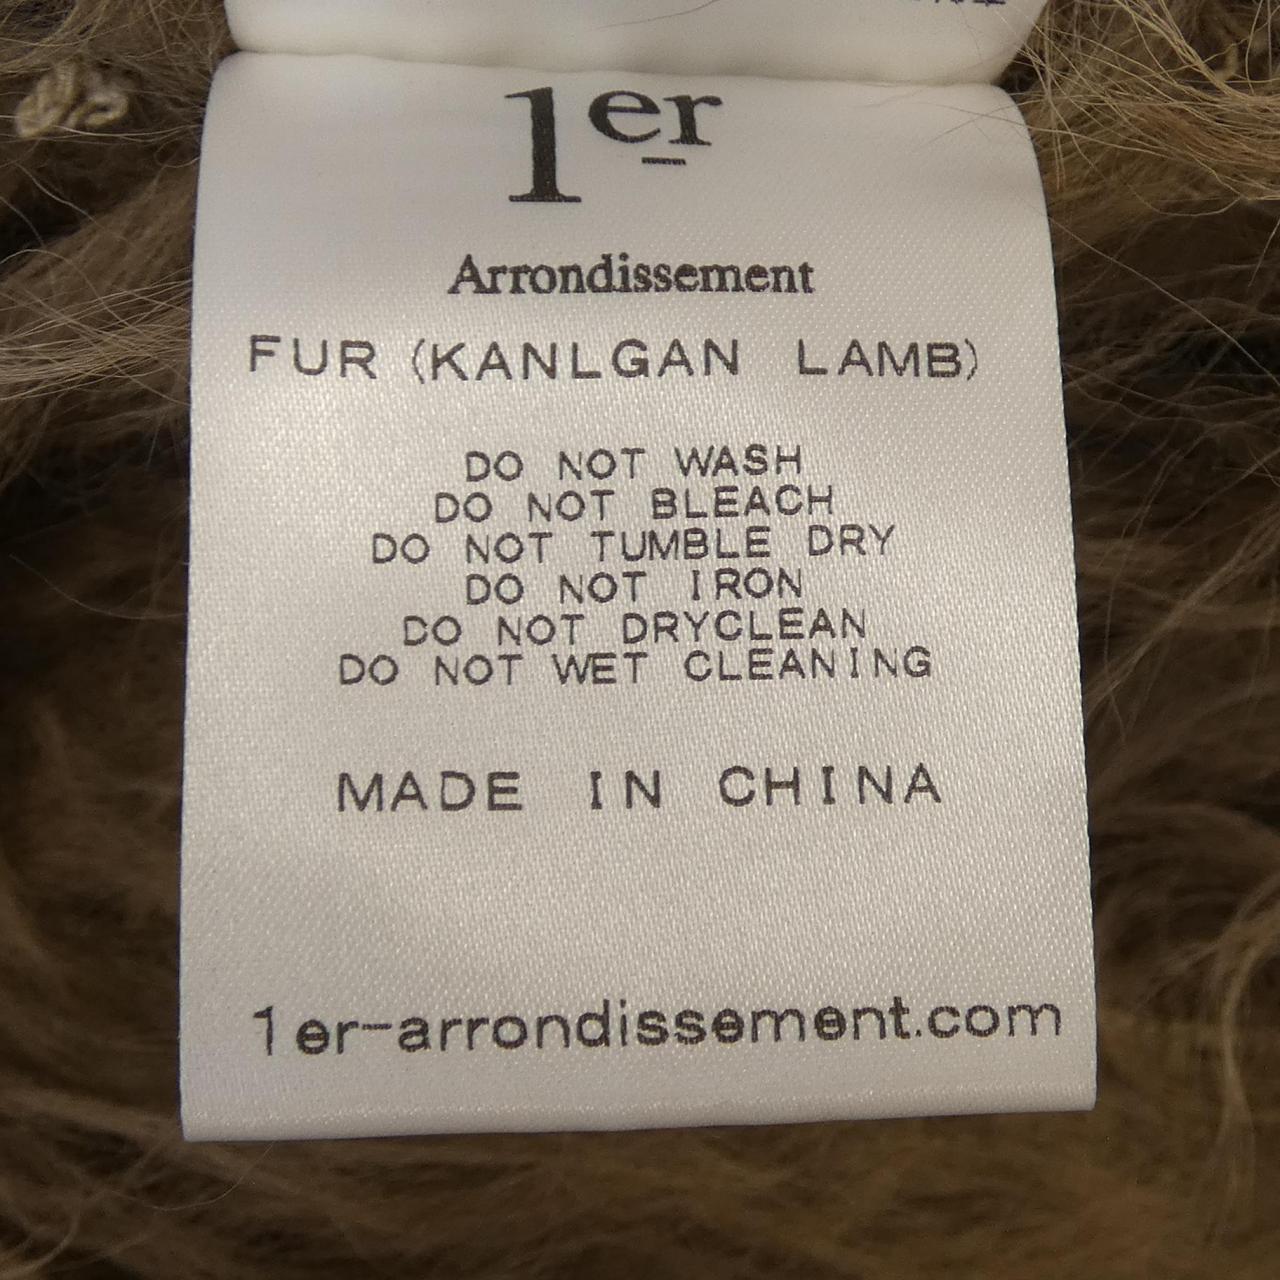 1er
Arrondissement
FUR (KANLGAN LAMB)
DO NOT WASH
DO NOT BLEACH
DO NOT TUMBLE DRY
DO NOT IRON
DO NOT DRYCLEAN
DO NOT WET CLEANING
MADE IN CHINA
1er-arrondissement.com